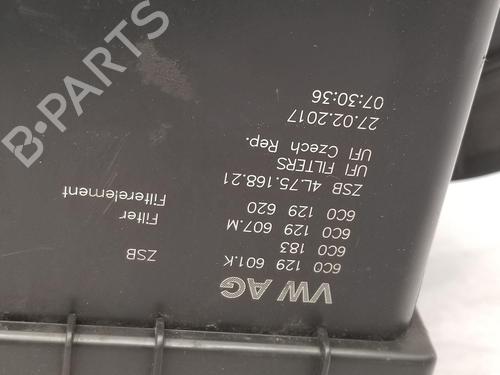 VW AG
6C0 129 601.K ZSB
6C0 183
6C0 129 607.M Filter
6C0 129 620 Filterelement
ZSB 4L.75.168.21
UFI FILTERS
UFI Czech Rep.
27.02.2017
07:30:36
B-PARTS